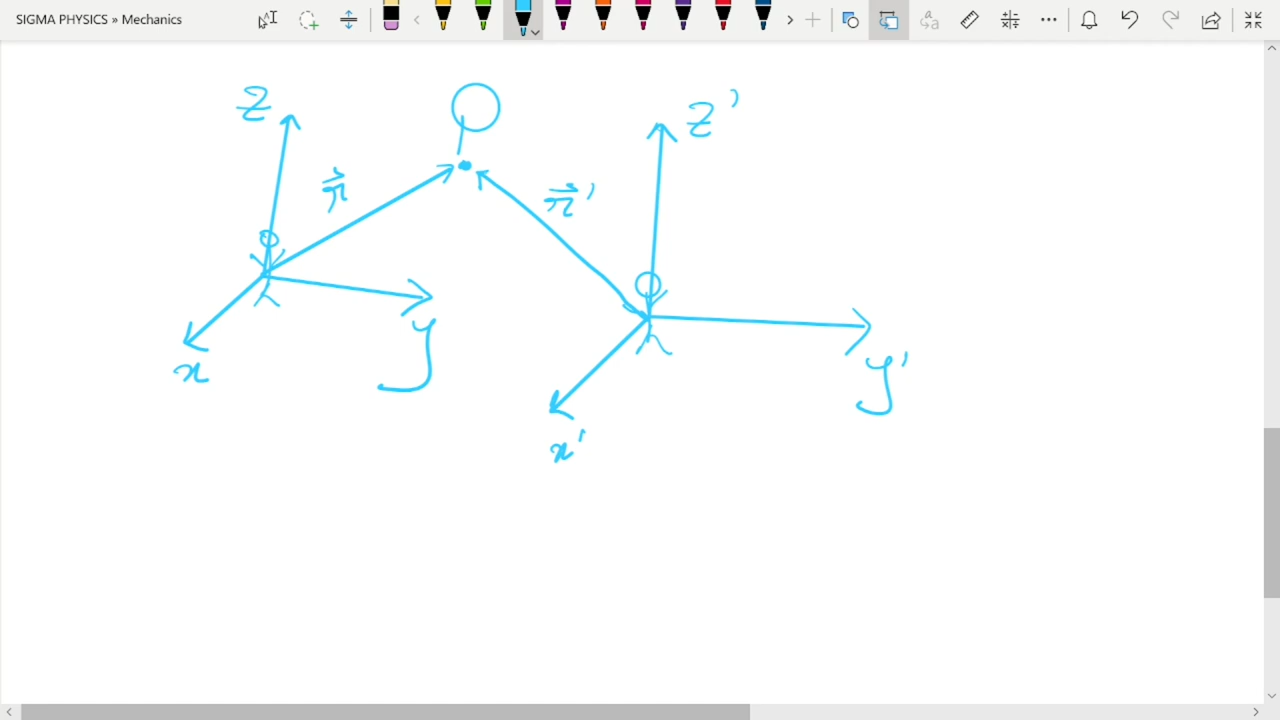 SIGMA PHYSICS » Mechanics
z
z'
r⃗
r⃗'
x
y
x'
y'